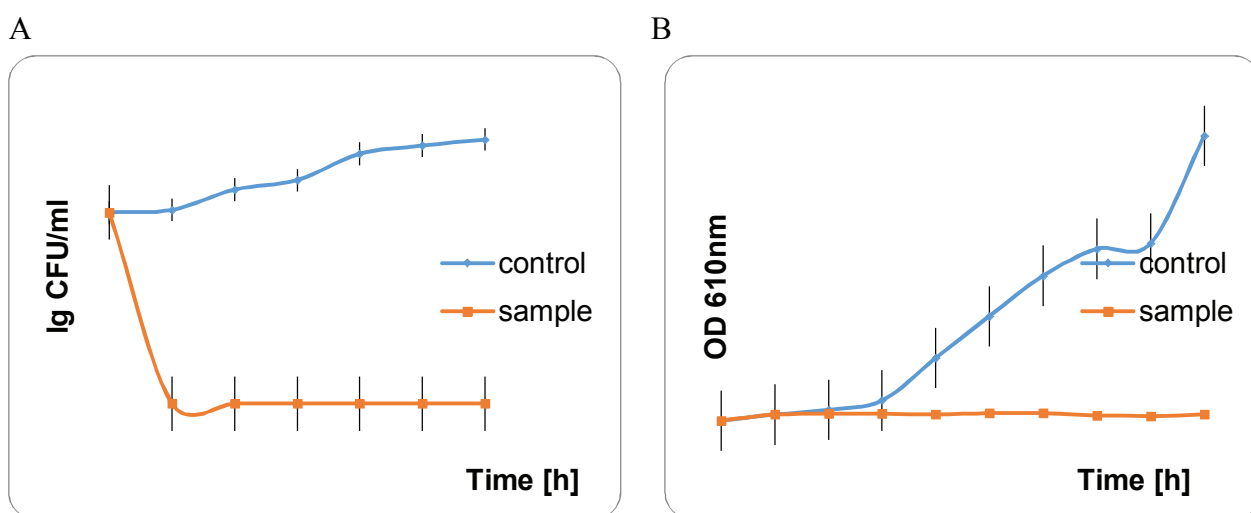 A
lg CFU/ml
control
sample
Time [h]
B
OD 610nm
control
sample
Time [h]